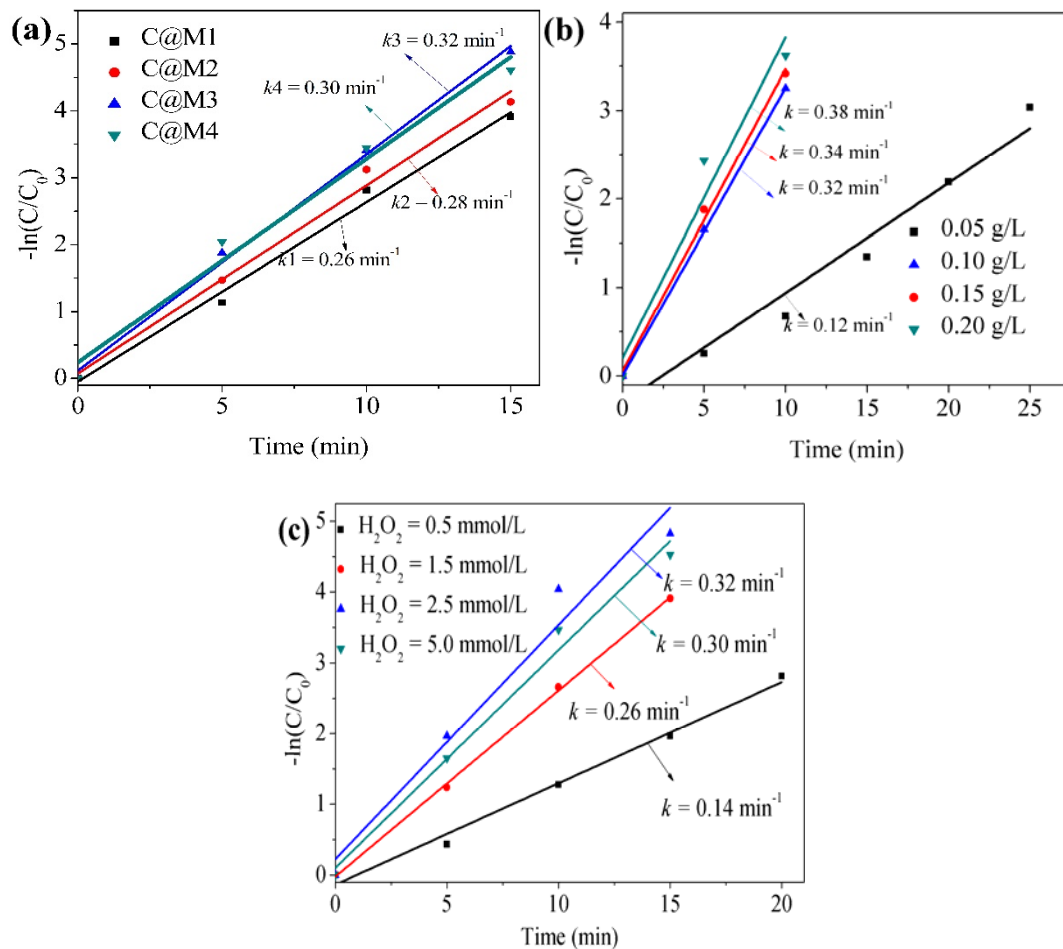 (a)
C@M1
C@M2
C@M3
C@M4
k3 = 0.32 min⁻¹
k4 = 0.30 min⁻¹
k2 − 0.28 min⁻¹
k1 = 0.26 min⁻¹
-ln(C/C₀)
5
4
3
2
1
0
0 5 10 15
Time (min)
(b)
k = 0.38 min⁻¹
k = 0.34 min⁻¹
k = 0.32 min⁻¹
k = 0.12 min⁻¹
0.05 g/L
0.10 g/L
0.15 g/L
0.20 g/L
-ln(C/C₀)
4
3
2
1
0
0 5 10 15 20 25
Time (min)
(c)
H₂O₂ = 0.5 mmol/L
H₂O₂ = 1.5 mmol/L
H₂O₂ = 2.5 mmol/L
H₂O₂ = 5.0 mmol/L
k = 0.32 min⁻¹
k = 0.30 min⁻¹
k = 0.26 min⁻¹
k = 0.14 min⁻¹
-ln(C/C₀)
5
4
3
2
1
0
0 5 10 15 20
Time (min)